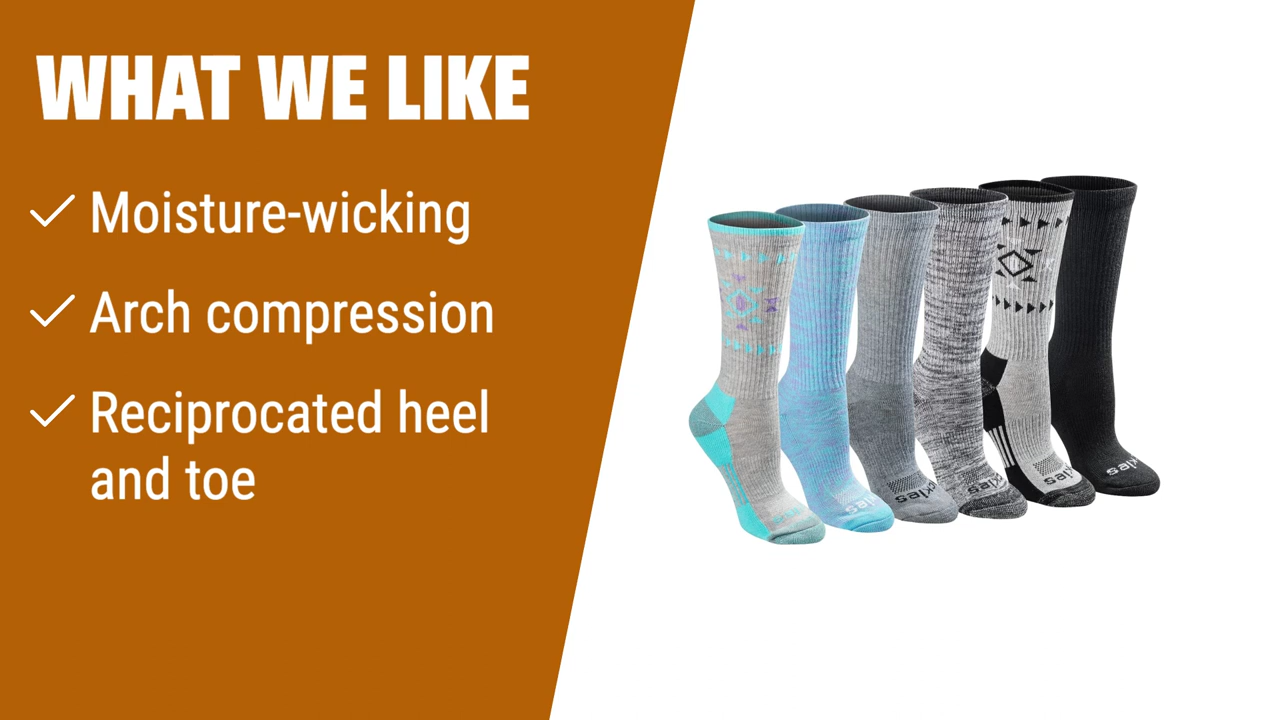 WHAT WE LIKE
Moisture-wicking
Arch compression
Reciprocated heel
and toe